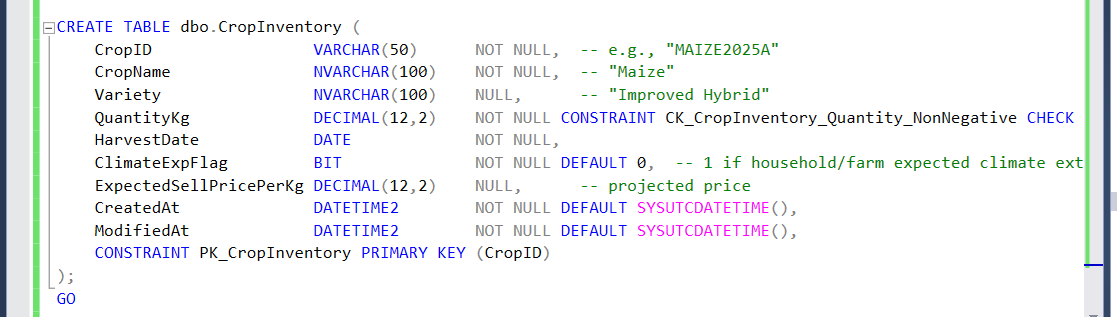 CREATE TABLE dbo.CropInventory (
CropID VARCHAR(50) NOT NULL, -- e.g., "MAIZE2025A"
CropName NVARCHAR(100) NOT NULL, -- "Maize"
Variety NVARCHAR(100) NULL, -- "Improved Hybrid"
QuantityKg DECIMAL(12,2) NOT NULL CONSTRAINT CK_CropInventory_Quantity_NonNegative CHECK
HarvestDate DATE NOT NULL,
ClimateExpFlag BIT NOT NULL DEFAULT 0, -- 1 if household/farm expected climate ext
ExpectedSellPricePerKg DECIMAL(12,2) NULL, -- projected price
CreatedAt DATETIME2 NOT NULL DEFAULT SYSUTCDATETIME(),
ModifiedAt DATETIME2 NOT NULL DEFAULT SYSUTCDATETIME(),
CONSTRAINT PK_CropInventory PRIMARY KEY (CropID)
);
GO